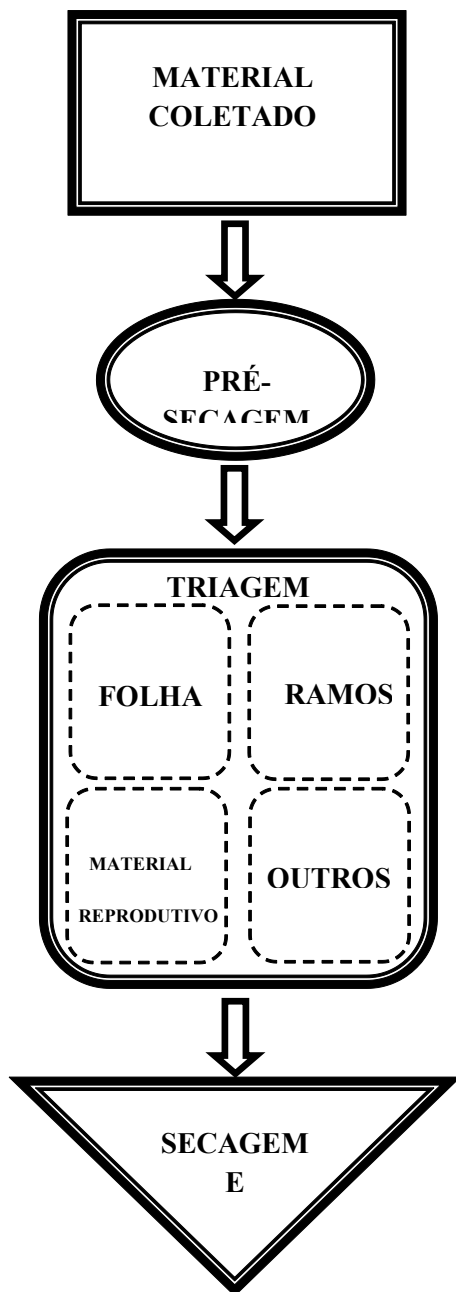 MATERIAL
COLETADO
PRÉ-
SECAGEM
TRIAGEM
FOLHA
RAMOS
MATERIAL
REPRODUTIVO
OUTROS
SECAGEM
E